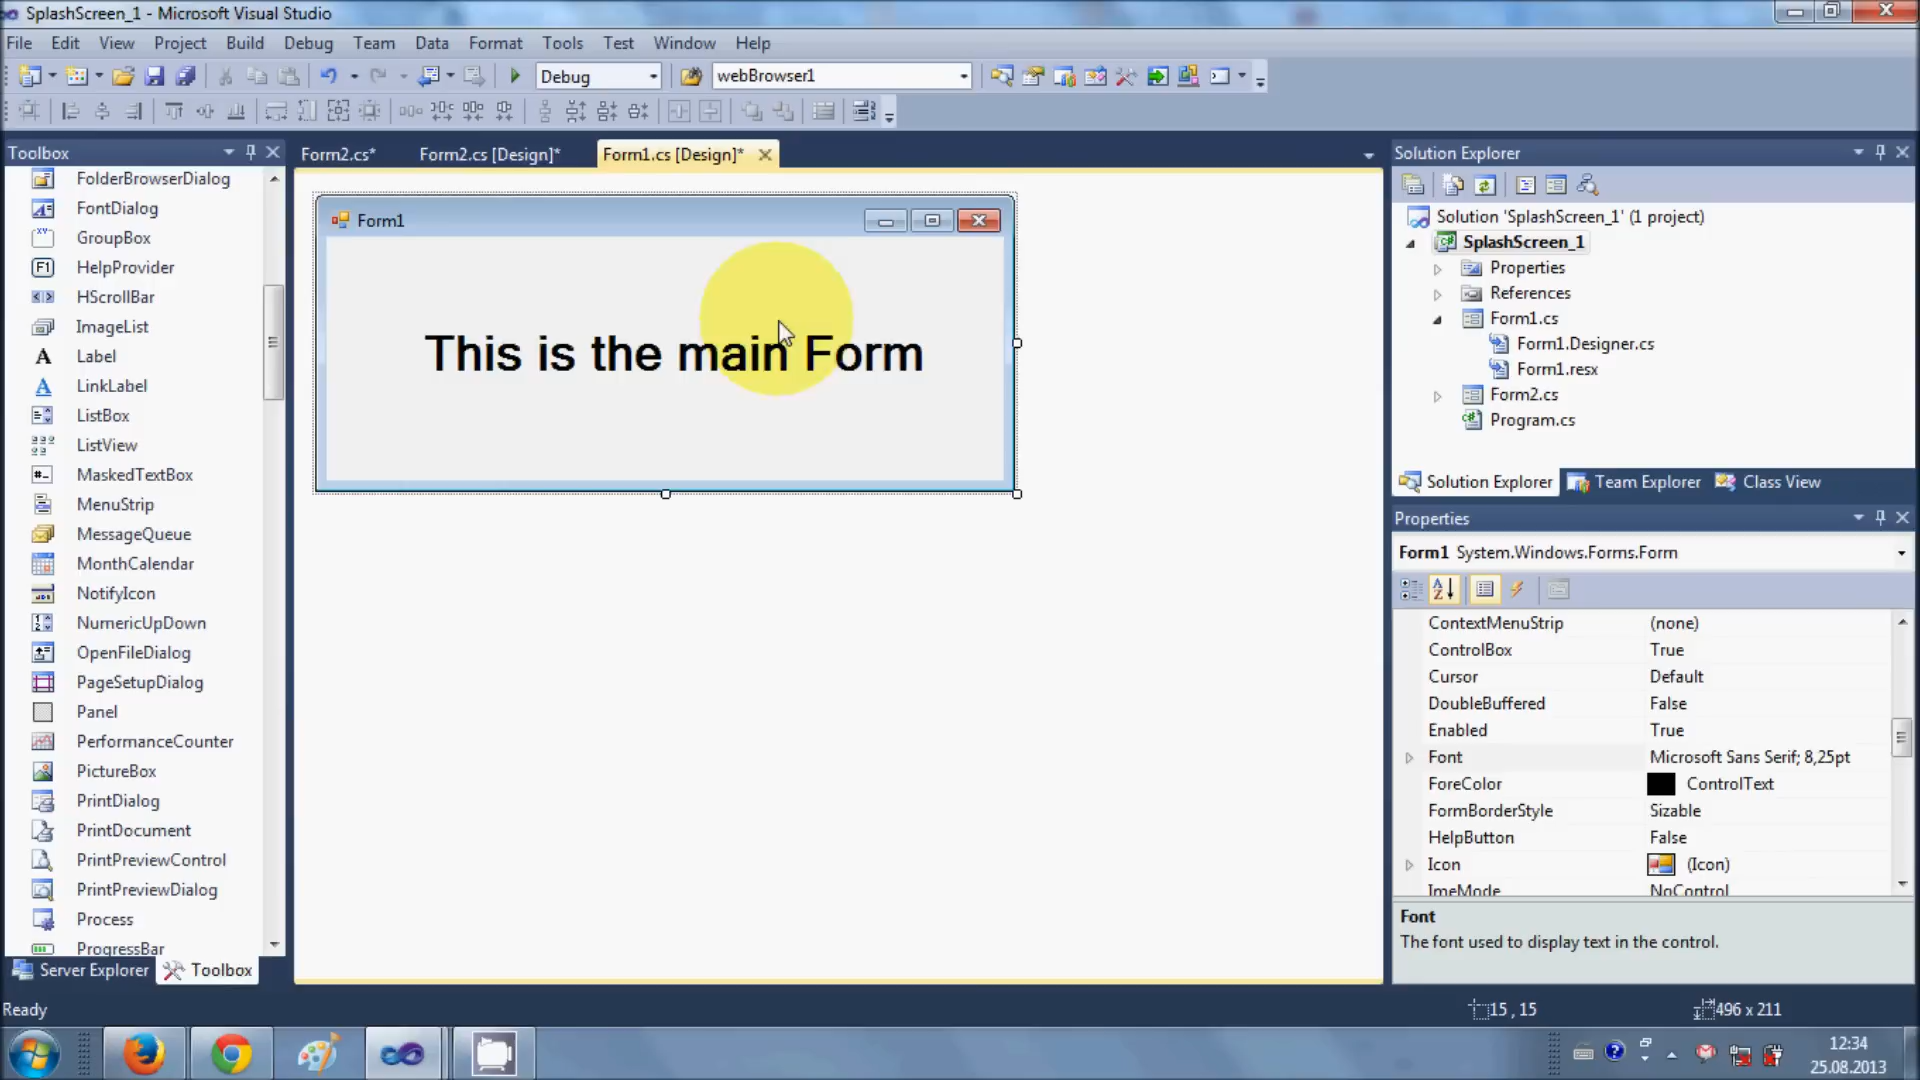 SplashScreen_1 - Microsoft Visual Studio
File Edit View Project Build Debug Team Data Format Tools Test Window Help
Debug webBrowser1
Toolbox
Form2.cs* Form2.cs [Design]* Form1.cs [Design]*
FolderBrowserDialog
FontDialog
GroupBox
HelpProvider
HScrollBar
ImageList
Label
LinkLabel
ListBox
ListView
MaskedTextBox
MenuStrip
MessageQueue
MonthCalendar
NotifyIcon
NumericUpDown
OpenFileDialog
PageSetupDialog
Panel
PerformanceCounter
PictureBox
PrintDialog
PrintDocument
PrintPreviewControl
PrintPreviewDialog
Process
ProgressBar
Server Explorer Toolbox
Form1
This is the main Form
Solution Explorer
Solution 'SplashScreen_1' (1 project)
SplashScreen_1
Properties
References
Form1.cs
Form1.Designer.cs
Form1.resx
Form2.cs
Program.cs
Solution Explorer Team Explorer Class View
Properties
Form1 System.Windows.Forms.Form
ContextMenuStrip (none)
ControlBox True
Cursor Default
DoubleBuffered False
Enabled True
Font Microsoft Sans Serif; 8,25pt
ForeColor ControlText
FormBorderStyle Sizable
HelpButton False
Icon (Icon)
ImeMode NoControl
Font
The font used to display text in the control.
Ready 15 , 15 496 x 211
12:34
25.08.2013